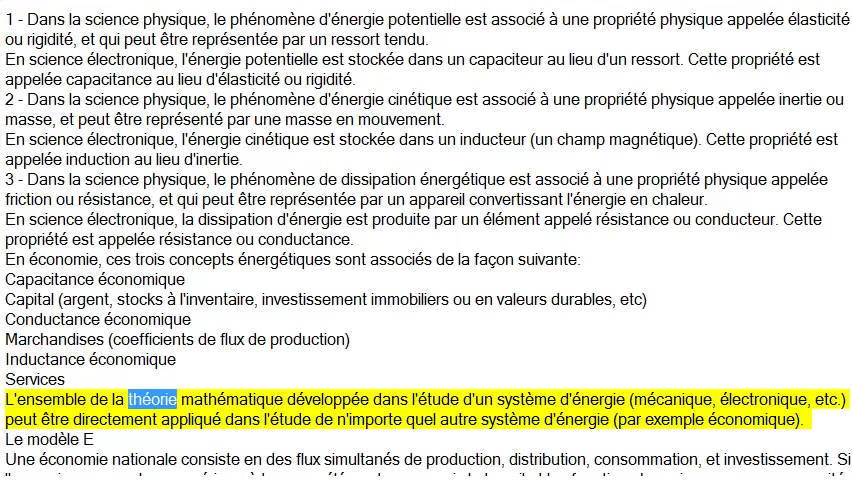 1 - Dans la science physique, le phénomène d'énergie potentielle est associé à une propriété physique appelée élasticité
ou rigidité, et qui peut être représentée par un ressort tendu.
En science électronique, l'énergie potentielle est stockée dans un capaciteur au lieu d'un ressort. Cette propriété est
appelée capacitance au lieu d'élasticité ou rigidité.
2 - Dans la science physique, le phénomène d'énergie cinétique est associé à une propriété physique appelée inertie ou
masse, et peut être représenté par une masse en mouvement.
En science électronique, l'énergie cinétique est stockée dans un inducteur (un champ magnétique). Cette propriété est
appelée induction au lieu d'inertie.
3 - Dans la science physique, le phénomène de dissipation énergétique est associé à une propriété physique appelée
friction ou résistance, et qui peut être représentée par un appareil convertissant l'énergie en chaleur.
En science électronique, la dissipation d'énergie est produite par un élément appelé résistance ou conducteur. Cette
propriété est appelée résistance ou conductance.
En économie, ces trois concepts énergétiques sont associés de la façon suivante:
Capacitance économique
Capital (argent, stocks à l'inventaire, investissement immobiliers ou en valeurs durables, etc)
Conductance économique
Marchandises (coefficients de flux de production)
Inductance économique
Services
L'ensemble de la théorie mathématique développée dans l'étude d'un système d'énergie (mécanique, électronique, etc.)
peut être directement appliqué dans l'étude de n'importe quel autre système d'énergie (par exemple économique).
Le modèle E
Une économie nationale consiste en des flux simultanés de production, distribution, consommation, et investissement. Si